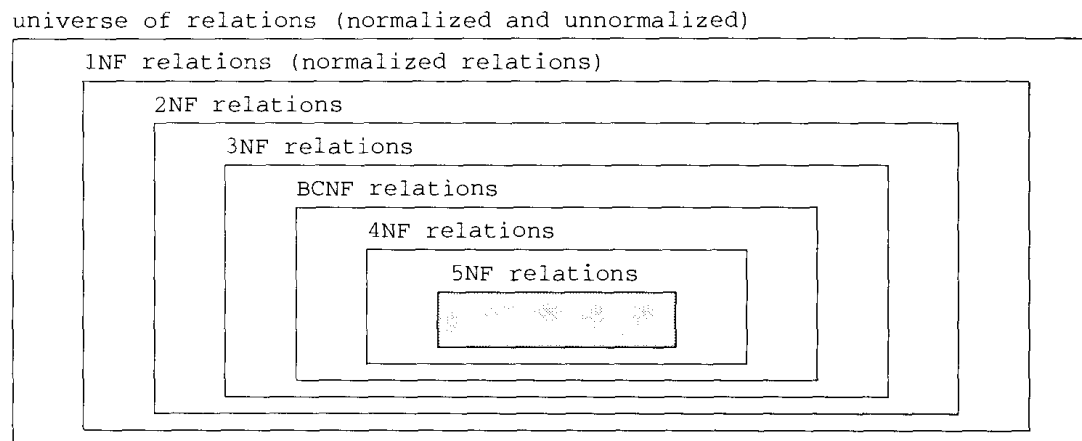 universe of relations (normalized and unnormalized)
1NF relations (normalized relations)
2NF relations
3NF relations
BCNF relations
4NF relations
5NF relations